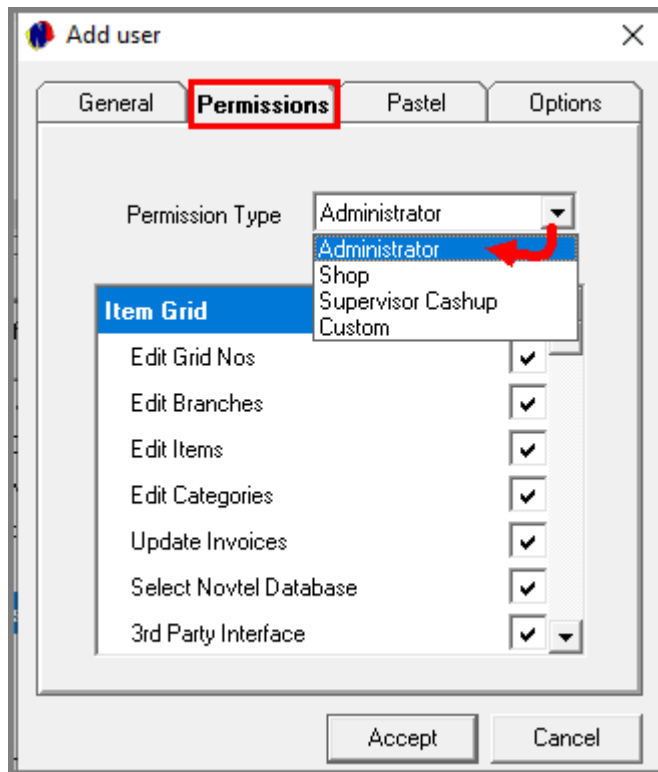 Add user
General Permissions Pastel Options
Permission Type Administrator
Administrator
Shop
Supervisor Cashup
Custom
Item Grid
Edit Grid Nos
Edit Branches
Edit Items
Edit Categories
Update Invoices
Select Novtel Database
3rd Party Interface
Accept Cancel